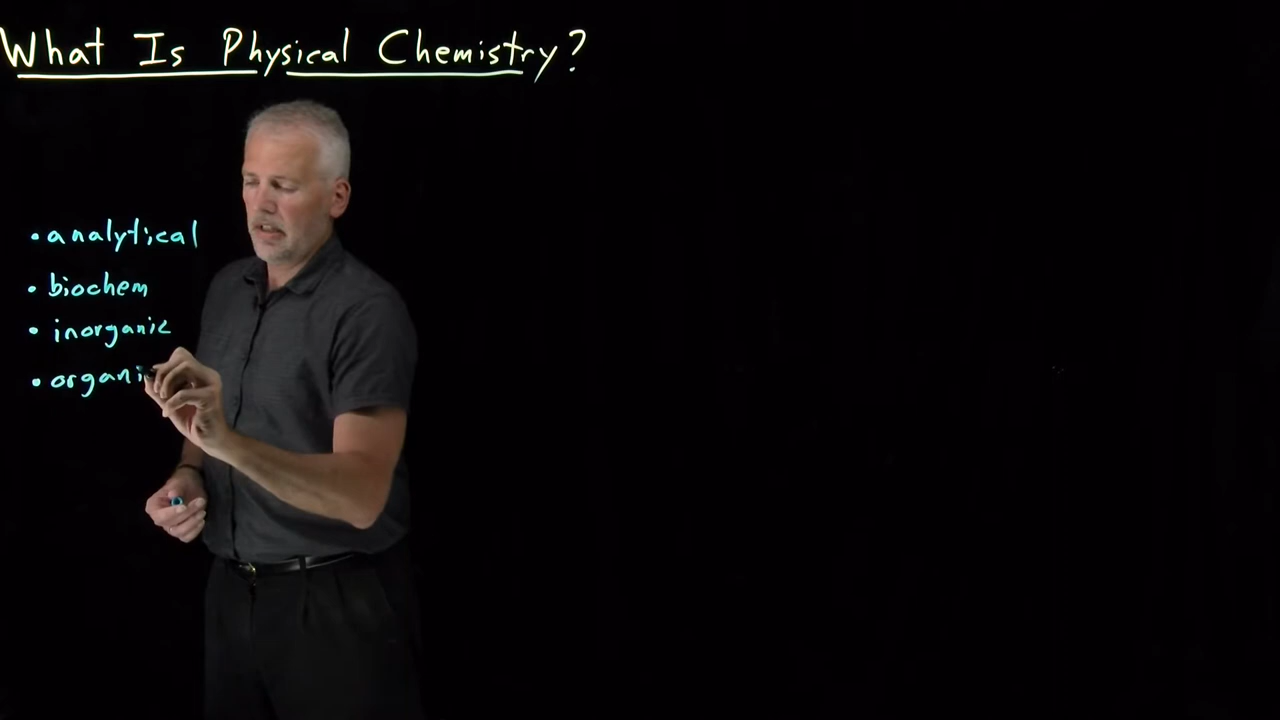 What Is Physical Chemistry?
• analytical
• biochem
• inorganic
• organi